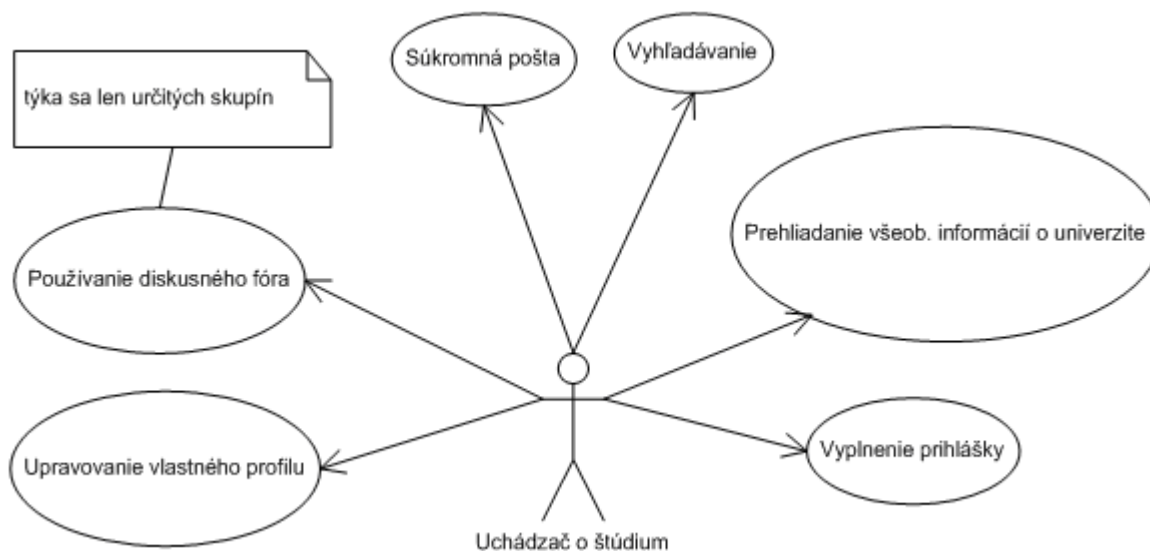 Súkromná pošta
Vyhľadávanie
týka sa len určitých skupín
Prehliadanie všeob. informácií o univerzite
Používanie diskusného fóra
Upravovanie vlastného profilu
Vyplnenie prihlášky
Uchádzač o štúdium